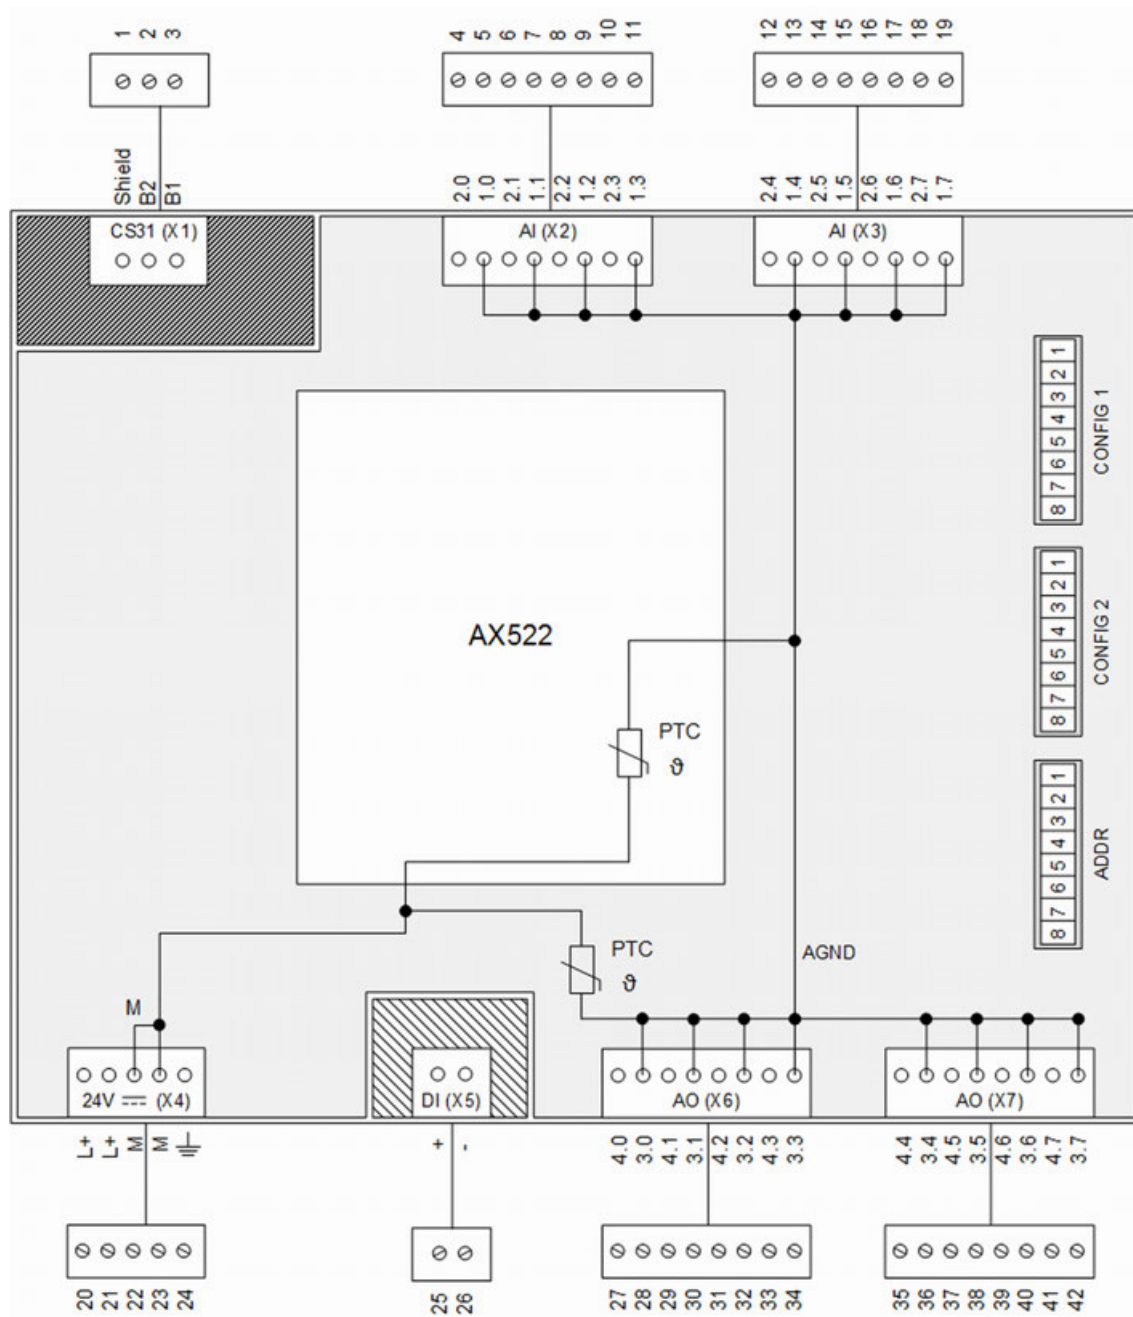 1 2 3
4 5 6 7 8 9 10 11
12 13 14 15 16 17 18 19
Shield B2 B1
2.0 1.0 2.1 1.1 2.2 1.2 2.3 1.3
2.4 1.4 2.5 1.5 2.6 1.6 2.7 1.7
CS31 (X1)
AI (X2)
AI (X3)
1 2 3 4 5 6 7 8
CONFIG 1
1 2 3 4 5 6 7 8
CONFIG 2
AX522
PTC
ϑ
1 2 3 4 5 6 7 8
ADDR
PTC
ϑ
AGND
M
24V (X4)
DI (X5)
AO (X6)
AO (X7)
L+ L+ M M
+ -
4.0 3.0 4.1 3.1 4.2 3.2 4.3 3.3
4.4 3.4 4.5 3.5 4.6 3.6 4.7 3.7
20 21 22 23 24
25 26
27 28 29 30 31 32 33 34
35 36 37 38 39 40 41 42